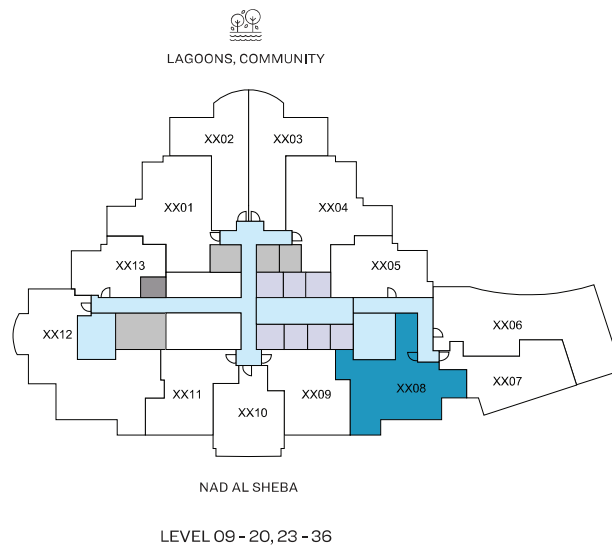 LAGOONS, COMMUNITY
XX02
XX03
XX01
XX04
XX13
XX05
XX12
XX06
XX11
XX10
XX09
XX08
XX07
NAD AL SHEBA
LEVEL 09 - 20, 23 - 36